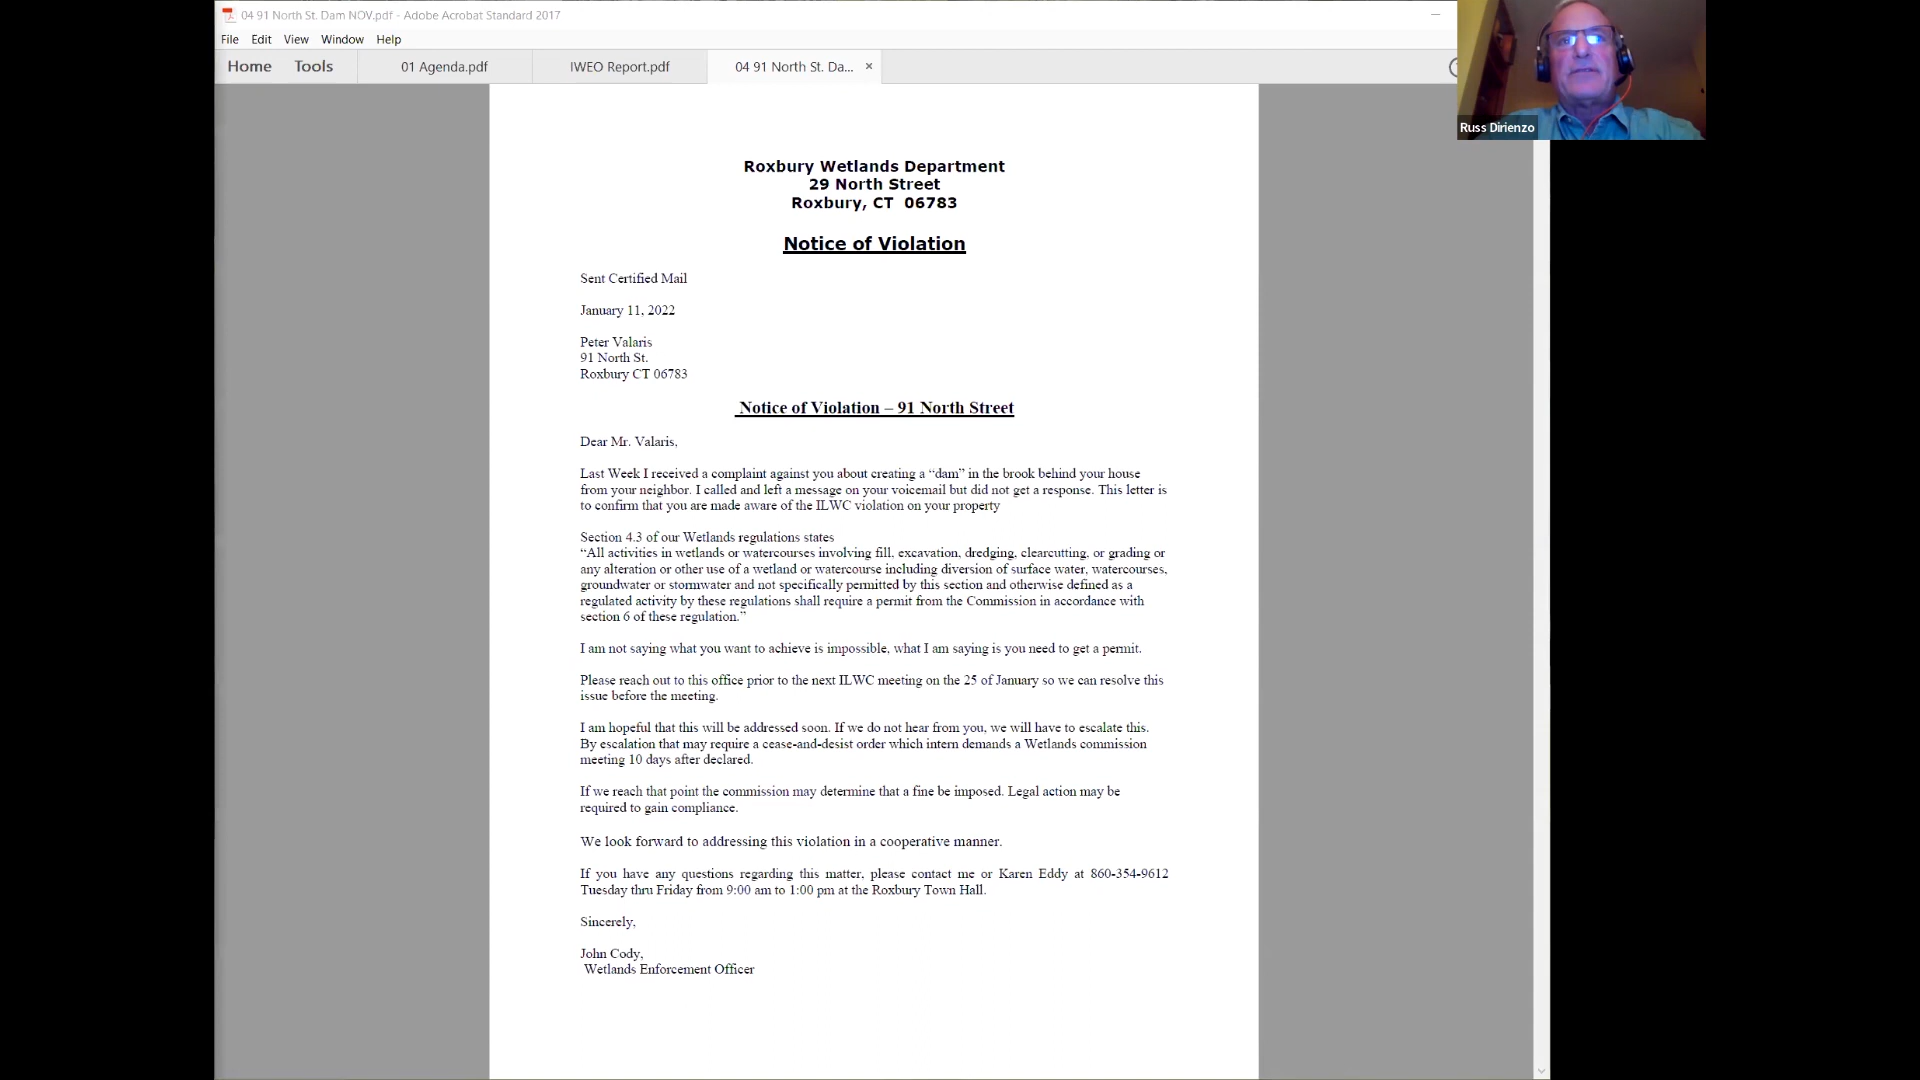 04 91 North St. Dam NOV.pdf - Adobe Acrobat Standard 2017
File Edit View Window Help
Home Tools 01 Agenda.pdf IWEO Report.pdf 04 91 North St. Da... ×
Russ Dirienzo
Roxbury Wetlands Department
29 North Street
Roxbury, CT 06783
Notice of Violation
Sent Certified Mail
January 11, 2022
Peter Valaris
91 North St.
Roxbury CT 06783
Notice of Violation – 91 North Street
Dear Mr. Valaris,
Last Week I received a complaint against you about creating a “dam” in the brook behind your house
from your neighbor. I called and left a message on your voicemail but did not get a response. This letter is
to confirm that you are made aware of the ILWC violation on your property
Section 4.3 of our Wetlands regulations states
“All activities in wetlands or watercourses involving fill, excavation, dredging, clearcutting, or grading or
any alteration or other use of a wetland or watercourse including diversion of surface water, watercourses,
groundwater or stormwater and not specifically permitted by this section and otherwise defined as a
regulated activity by these regulations shall require a permit from the Commission in accordance with
section 6 of these regulation.”
I am not saying what you want to achieve is impossible, what I am saying is you need to get a permit.
Please reach out to this office prior to the next ILWC meeting on the 25 of January so we can resolve this
issue before the meeting.
I am hopeful that this will be addressed soon. If we do not hear from you, we will have to escalate this.
By escalation that may require a cease-and-desist order which intern demands a Wetlands commission
meeting 10 days after declared.
If we reach that point the commission may determine that a fine be imposed. Legal action may be
required to gain compliance.
We look forward to addressing this violation in a cooperative manner.
If you have any questions regarding this matter, please contact me or Karen Eddy at 860-354-9612
Tuesday thru Friday from 9:00 am to 1:00 pm at the Roxbury Town Hall.
Sincerely,
John Cody,
Wetlands Enforcement Officer